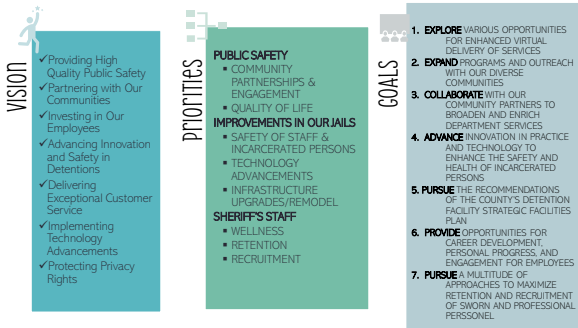 VISION
✓Providing High
Quality Public Safety
✓Partnering with Our
Communities
✓Investing in Our
Employees
✓Advancing Innovation
and Safety in
Detentions
✓Delivering
Exceptional Customer
Service
✓Implementing
Technology
Advancements
✓Protecting Privacy
Rights
PRIORITIES
PUBLIC SAFETY
▪ COMMUNITY
PARTNERSHIPS &
ENGAGEMENT
▪ QUALITY OF LIFE
IMPROVEMENTS IN OUR JAILS
▪ SAFETY OF STAFF &
INCARCERATED PERSONS
▪ TECHNOLOGY
ADVANCEMENTS
▪ INFRASTRUCTURE
UPGRADES/REMODEL
SHERIFF'S STAFF
▪ WELLNESS
▪ RETENTION
▪ RECRUITMENT
GOALS
1. EXPLORE VARIOUS OPPORTUNITIES
FOR ENHANCED VIRTUAL
DELIVERY OF SERVICES
2. EXPAND PROGRAMS AND OUTREACH
WITH OUR DIVERSE
COMMUNITIES
3. COLLABORATE WITH OUR
COMMUNITY PARTNERS TO
BROADEN AND ENRICH
DEPARTMENT SERVICES
4. ADVANCE INNOVATION IN PRACTICE
AND TECHNOLOGY TO
ENHANCE THE SAFETY AND
HEALTH OF INCARCERATED
PERSONS
5. PURSUE THE RECOMMENDATIONS
OF THE COUNTY'S DETENTION
FACILITY STRATEGIC FACILITIES
PLAN
6. PROVIDE OPPORTUNITIES FOR
CAREER DEVELOPMENT,
PERSONAL PROGRESS, AND
ENGAGEMENT FOR EMPLOYEES
7. PURSUE A MULTITUDE OF
APPROACHES TO MAXIMIZE
RETENTION AND RECRUITMENT
OF SWORN AND PROFESSIONAL
PERSSONEL